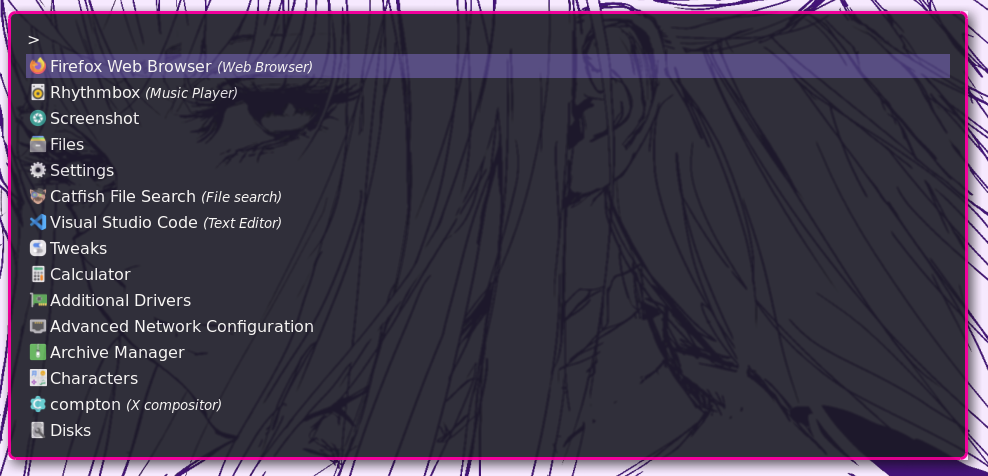 >
Firefox Web Browser (Web Browser)
Rhythmbox (Music Player)
Screenshot
Files
Settings
Catfish File Search (File search)
Visual Studio Code (Text Editor)
Tweaks
Calculator
Additional Drivers
Advanced Network Configuration
Archive Manager
Characters
compton (X compositor)
Disks